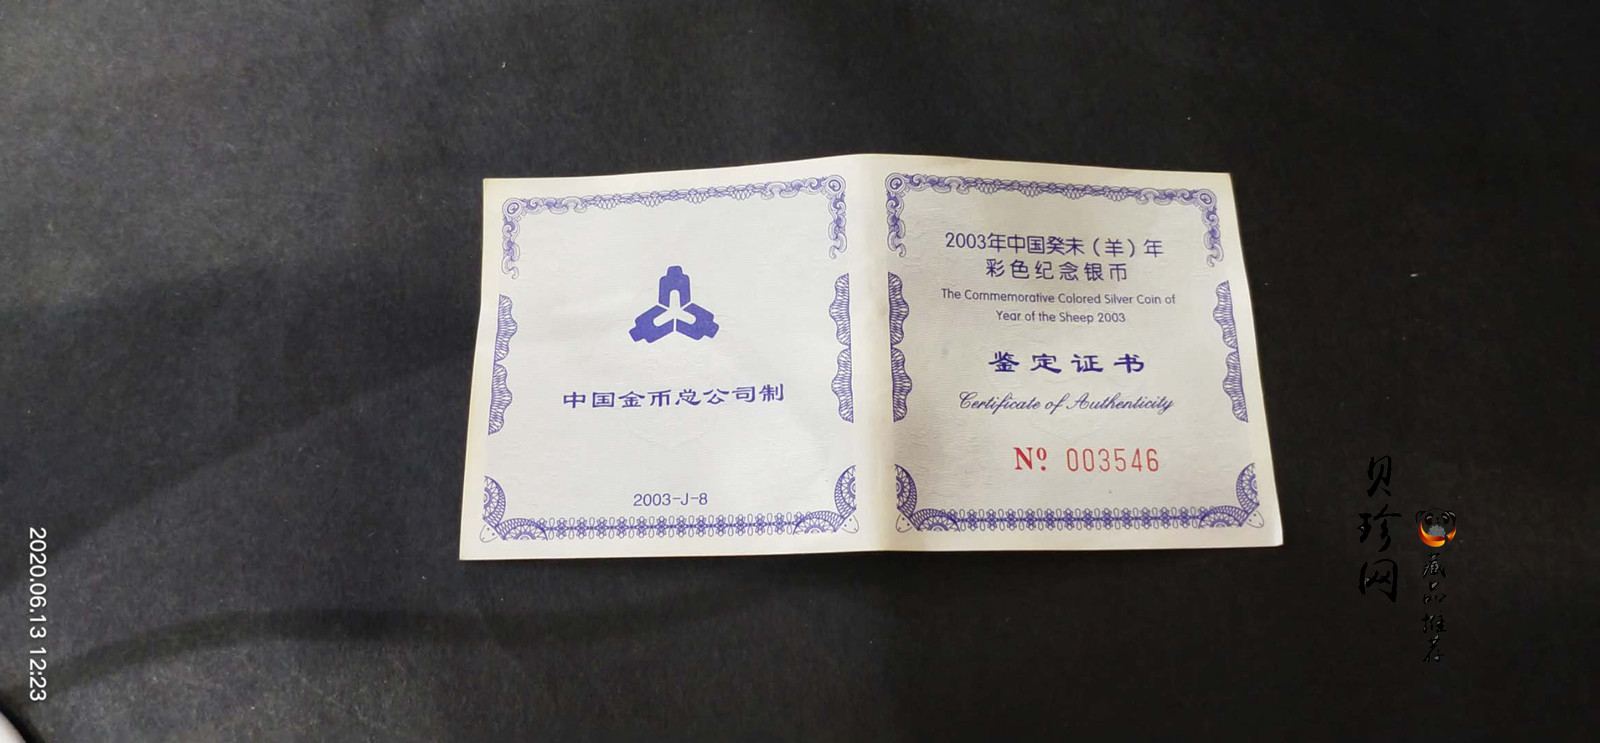 中国金币总公司制
2003-J-8
2003年中国癸未（羊）年
彩色纪念银币
The Commemorative Colored Silver Coin of
Year of the Sheep 2003
鉴定证书
Certificate of Authenticity
Nº 003546
贝珍网
藏品推荐
2020.06.13 12:23